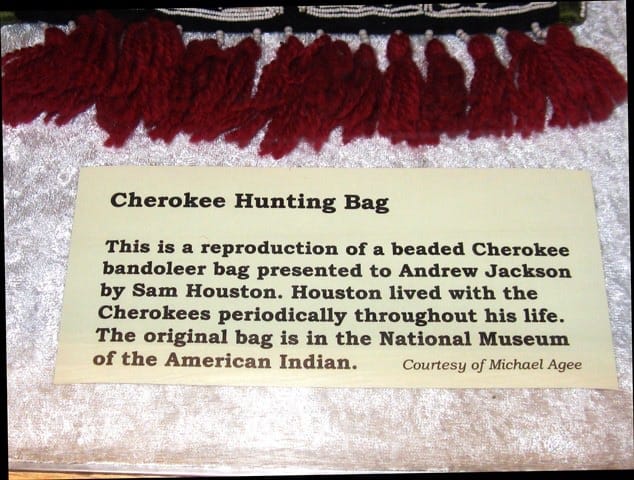 Cherokee Hunting Bag
This is a reproduction of a beaded Cherokee
bandoleer bag presented to Andrew Jackson
by Sam Houston. Houston lived with the
Cherokees periodically throughout his life.
The original bag is in the National Museum
of the American Indian. Courtesy of Michael Agee